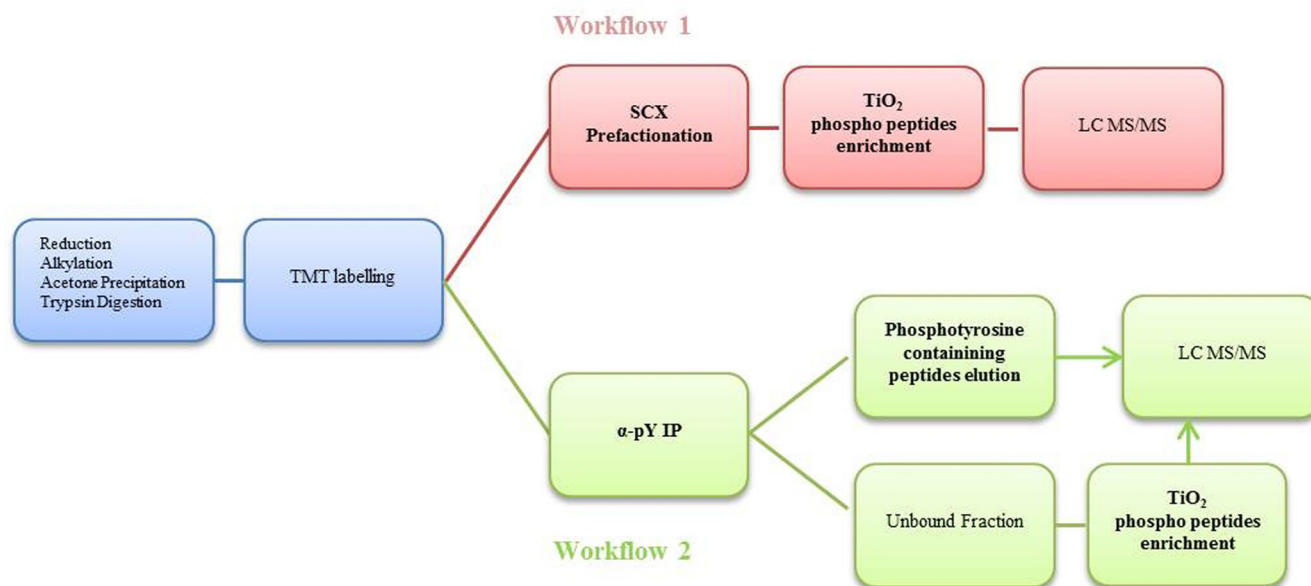 Workflow 1
SCX
Prefactionation
TiO₂
phospho peptides
enrichment
LC MS/MS
Reduction
Alkylation
Acetone Precipitation
Trypsin Digestion
TMT labelling
Phosphotyrosine
containining
peptides elution
LC MS/MS
α-pY IP
Unbound Fraction
TiO₂
phospho peptides
enrichment
Workflow 2